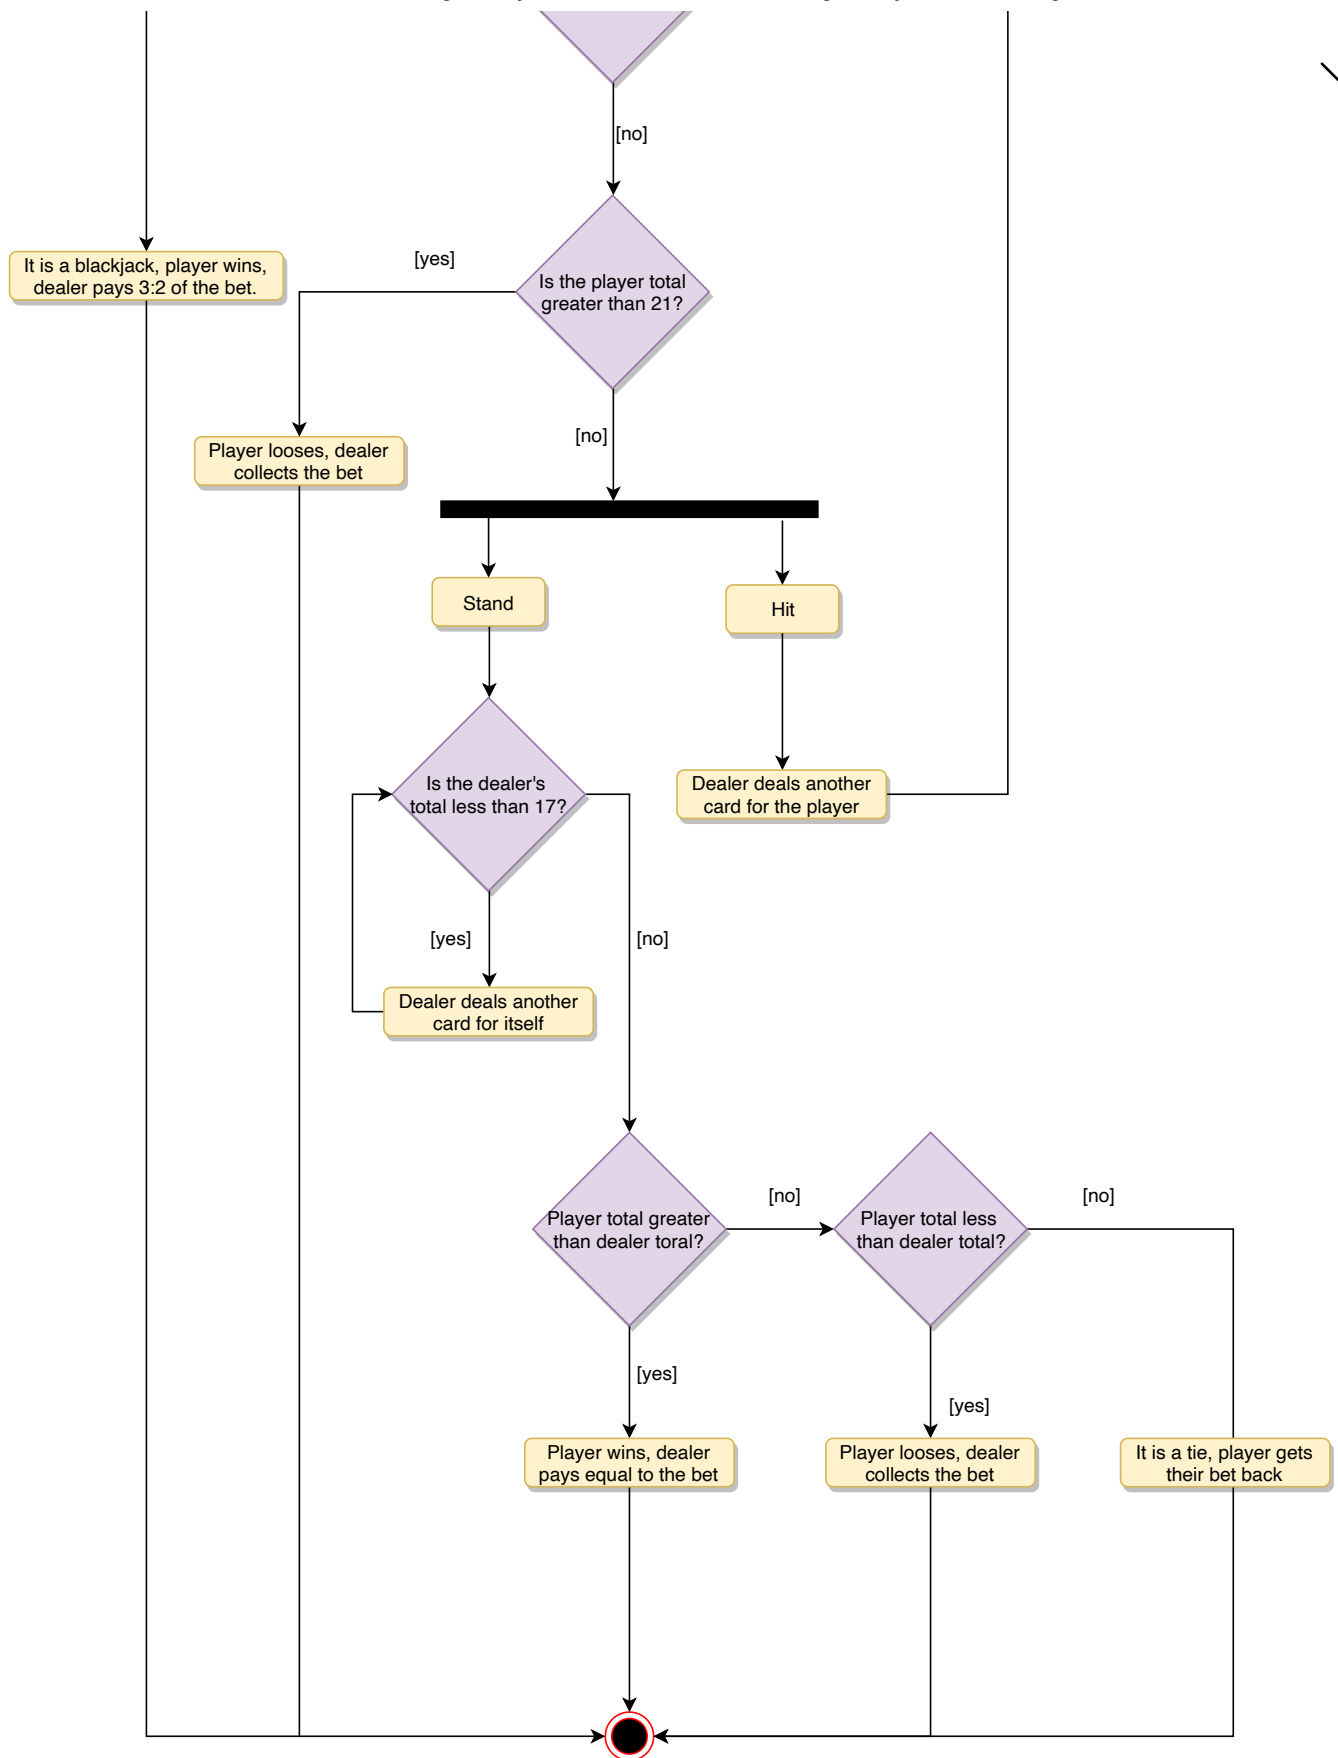 [no]
[yes]
Is the player total
greater than 21?
It is a blackjack, player wins,
dealer pays 3:2 of the bet.
[no]
Player looses, dealer
collects the bet
Stand
Hit
Is the dealer's
total less than 17?
Dealer deals another
card for the player
[yes]
[no]
Dealer deals another
card for itself
[no]
[no]
Player total greater
than dealer toral?
Player total less
than dealer total?
[yes]
[yes]
Player wins, dealer
pays equal to the bet
Player looses, dealer
collects the bet
It is a tie, player gets
their bet back